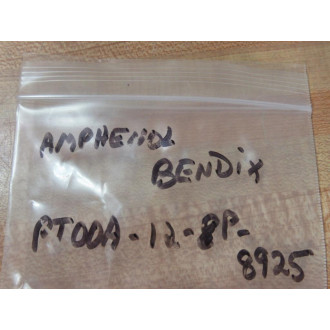 AMPHENOL
BENDIX
PT00A-12-8P-
8925